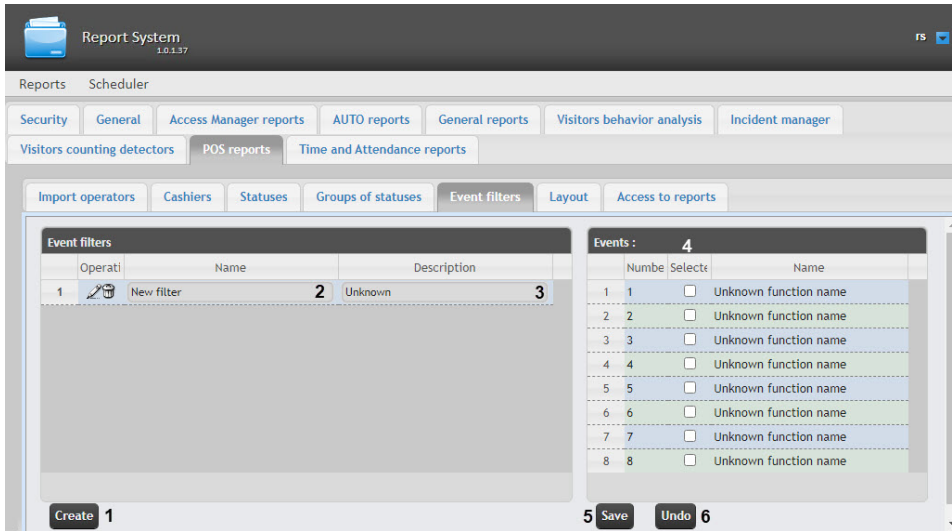 Report System
1.0.1.37
rs
Reports Scheduler
Security General Access Manager reports AUTO reports General reports Visitors behavior analysis Incident manager
Visitors counting detectors POS reports Time and Attendance reports
Import operators Cashiers Statuses Groups of statuses Event filters Layout Access to reports
Event filters
Operati Name Description
1 New filter 2 Unknown 3
Events : 4
Numbe Selecte Name
1 1 Unknown function name
2 2 Unknown function name
3 3 Unknown function name
4 4 Unknown function name
5 5 Unknown function name
6 6 Unknown function name
7 7 Unknown function name
8 8 Unknown function name
Create 1
5 Save Undo 6